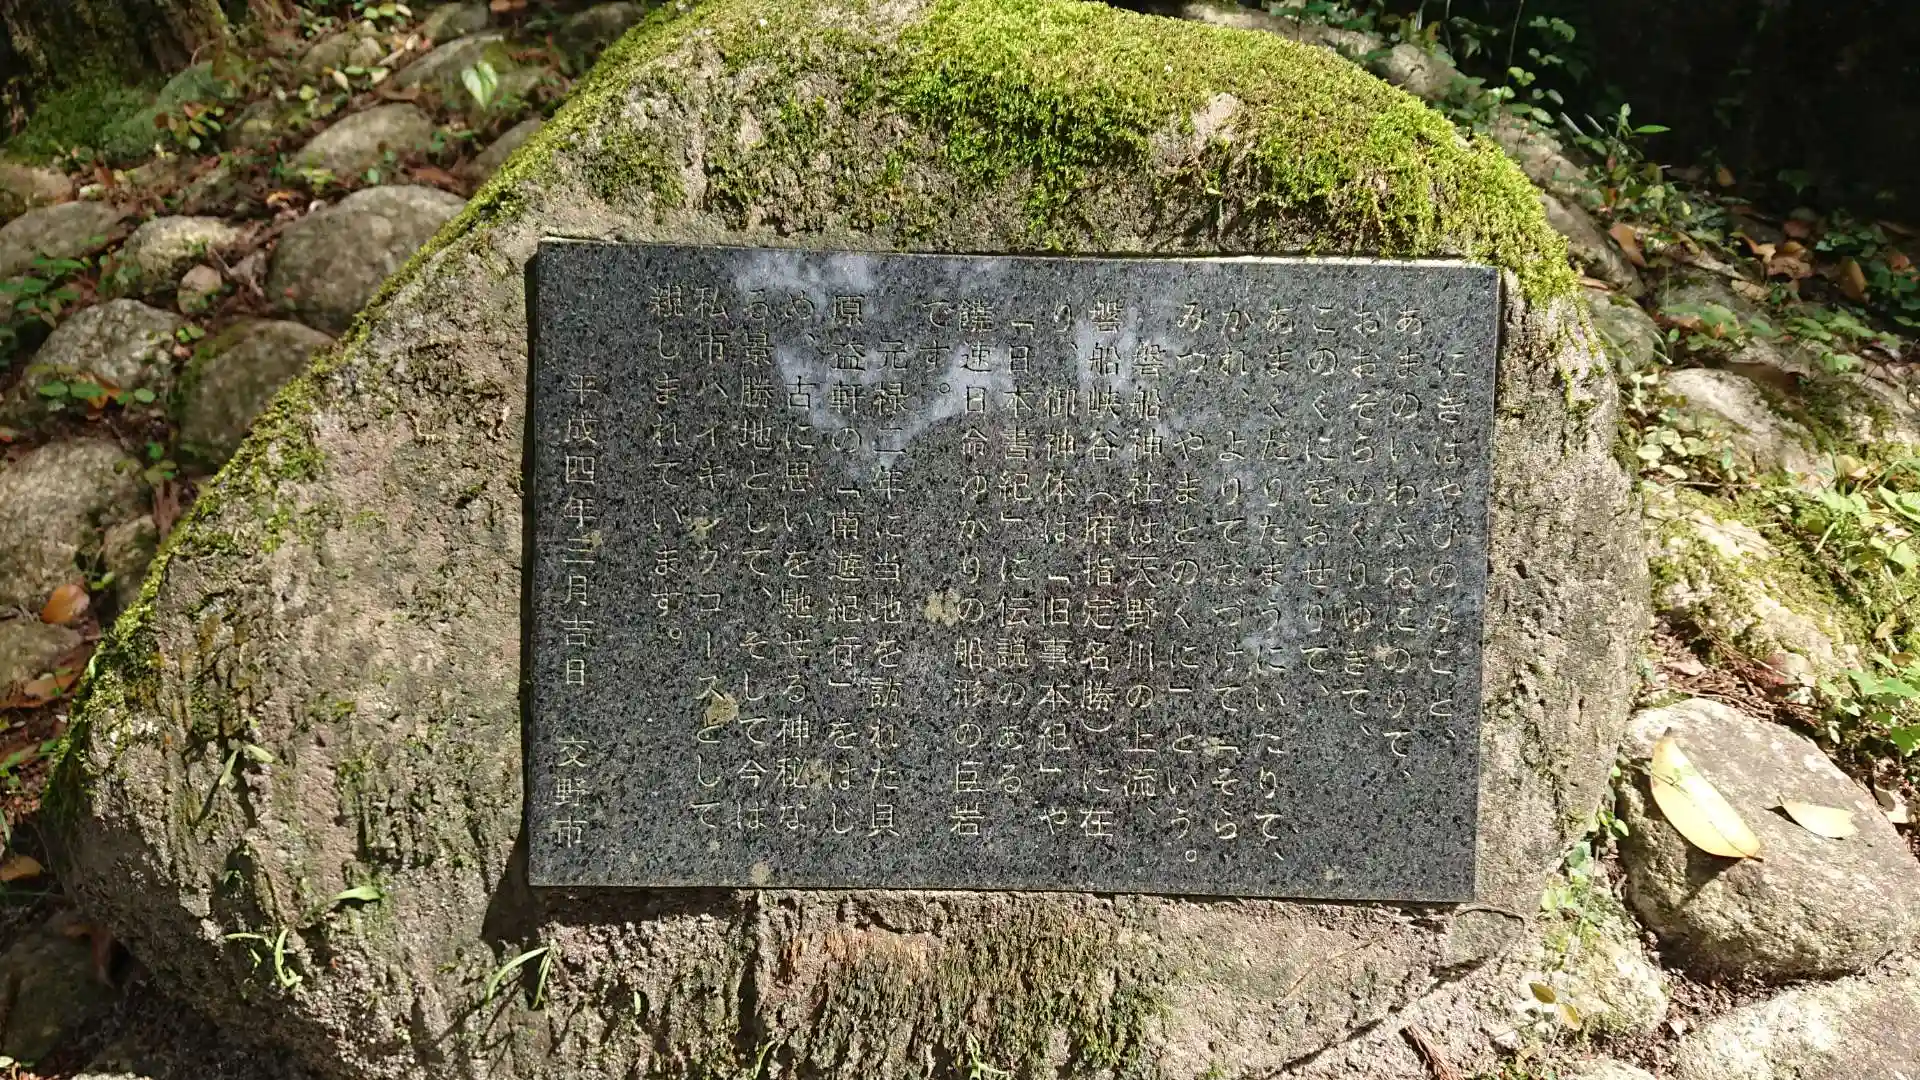 にぎはやひのみこと、
あまのいわふねにのりて、
おおぞらめぐりゆきて、
このくにをおせりて、
あまくだりたまうにいたりて、
かれ、よりてなづけて「そら
みつ、やまとのくに」という。
磐船神社は天野川の上流、
磐船峡谷(府指定名勝)に在
り、御神体は「旧事本紀」や
「日本書紀」に伝説のある
饒速日命ゆかりの船形の巨岩
です。
元禄二年に当地を訪れた貝
原益軒の「南遊紀行」をはじ
め、古に思いを馳せる神秘な
る景勝地として、そして今は
私市ハイキングコースとして
親しまれています。
平成四年三月吉日 交野市